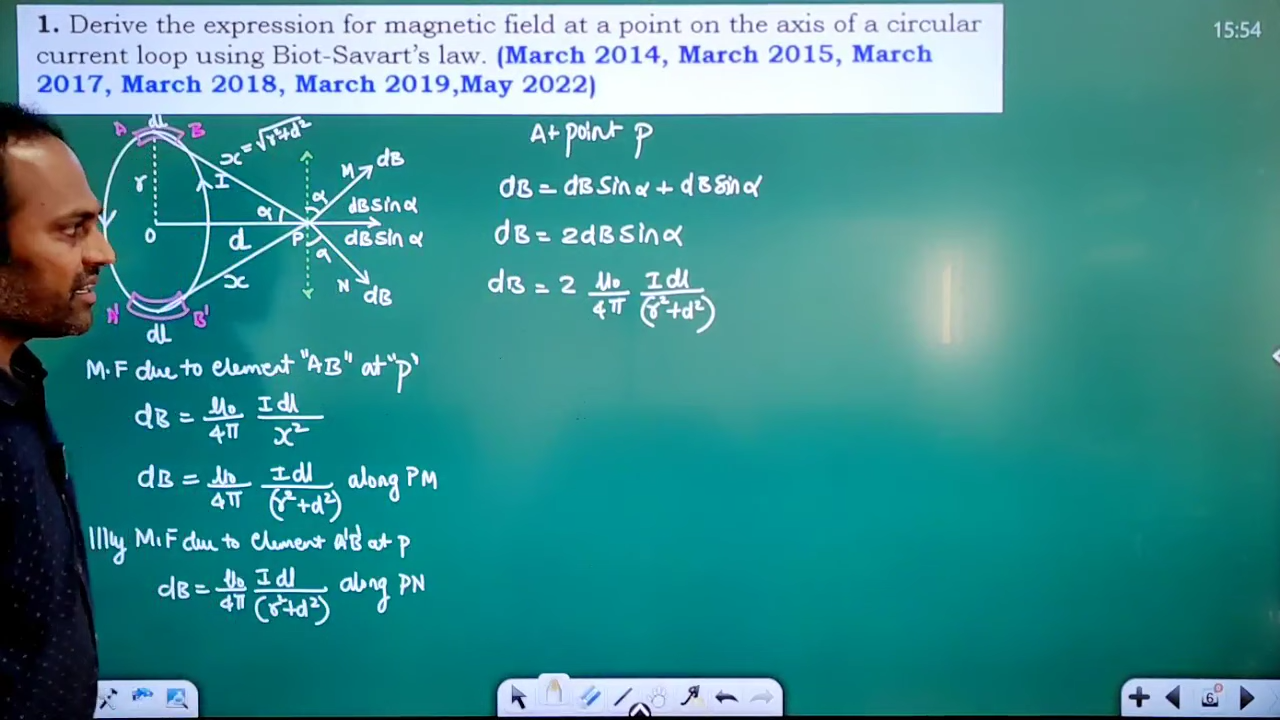 1. Derive the expression for magnetic field at a point on the axis of a circular
current loop using Biot-Savart's law. (March 2014, March 2015, March
2017, March 2018, March 2019,May 2022)
15:54
A dl B
x = √r²+d²
r
I
α
O
d
P
x
M dB
α
dB sin α
dB sin α
α
N dB
A' B'
dl
M.F due to element "AB" at "P"
dB = μ₀/4π Idl/x²
dB = μ₀/4π Idl/(r²+d²) along PM
IIIly M.F due to element A'B' at P
dB = μ₀/4π Idl/(r²+d²) along PN
At point P
dB = dB Sin α + dB Sin α
dB = 2dB Sin α
dB = 2 μ₀/4π Idl/(r²+d²)
6